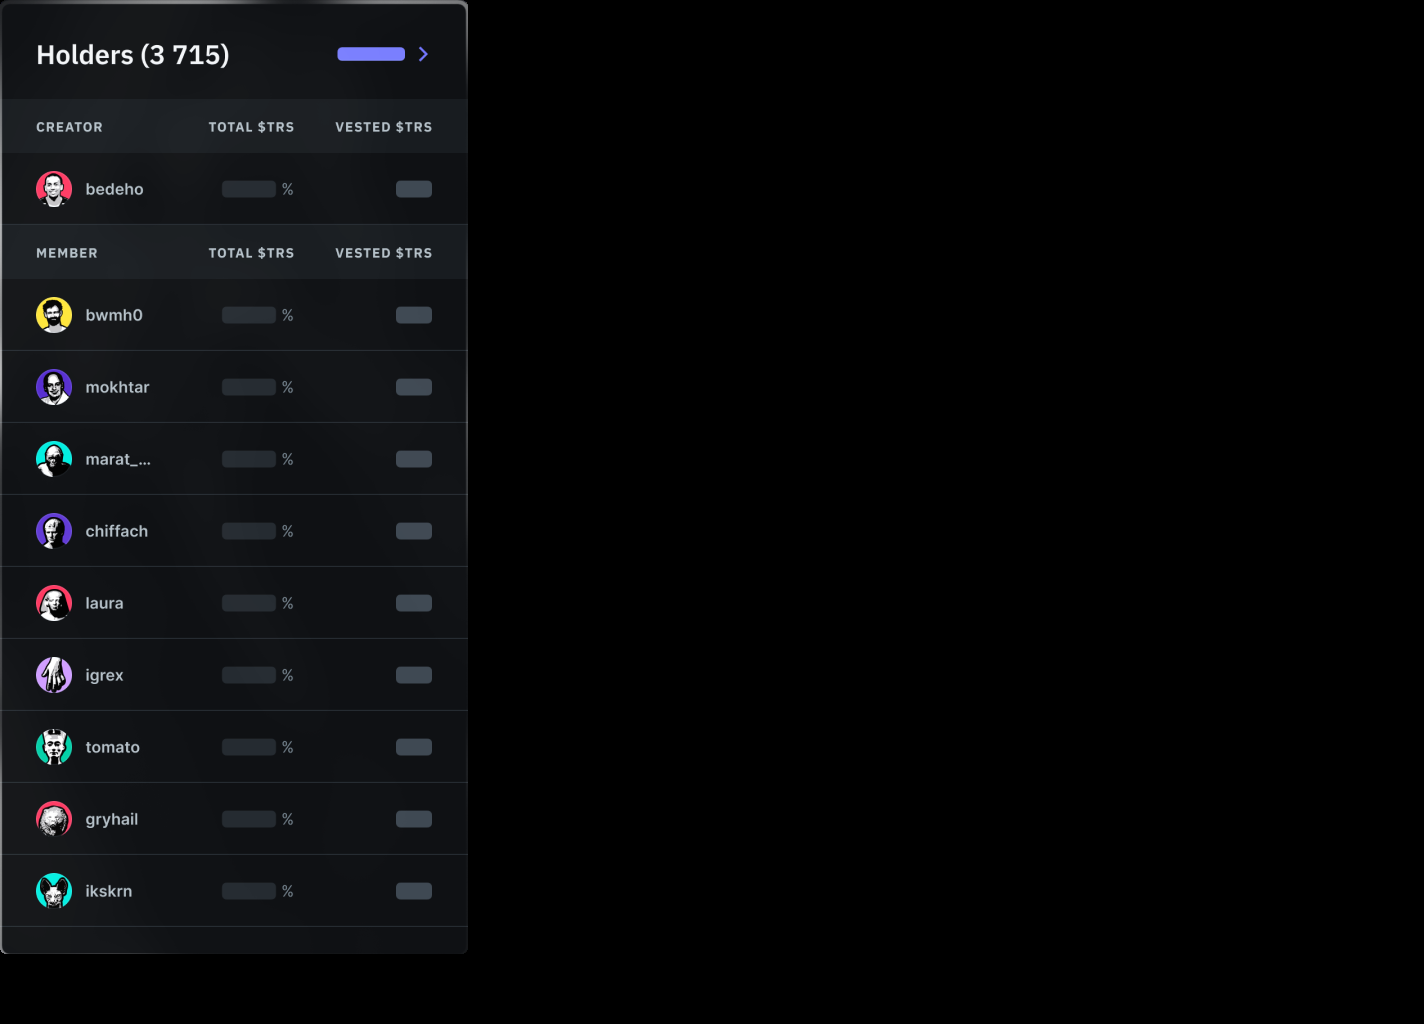 Holders (3 715)
CREATOR TOTAL $TRS VESTED $TRS
bedeho %
MEMBER TOTAL $TRS VESTED $TRS
bwmh0 %
mokhtar %
marat_... %
chiffach %
laura %
igrex %
tomato %
gryhail %
ikskrn %